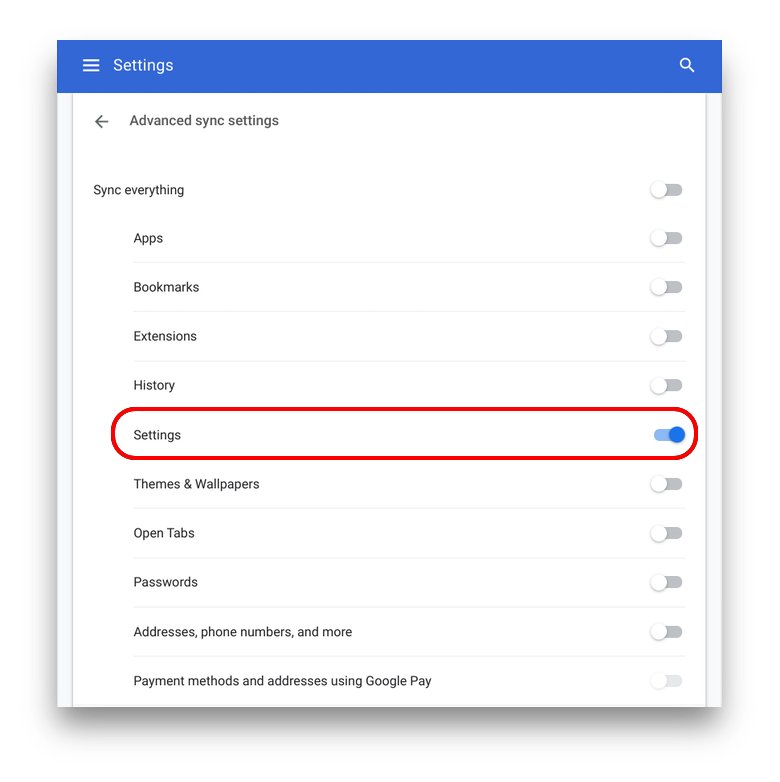 Settings
Advanced sync settings
Sync everything
Apps
Bookmarks
Extensions
History
Settings
Themes & Wallpapers
Open Tabs
Passwords
Addresses, phone numbers, and more
Payment methods and addresses using Google Pay